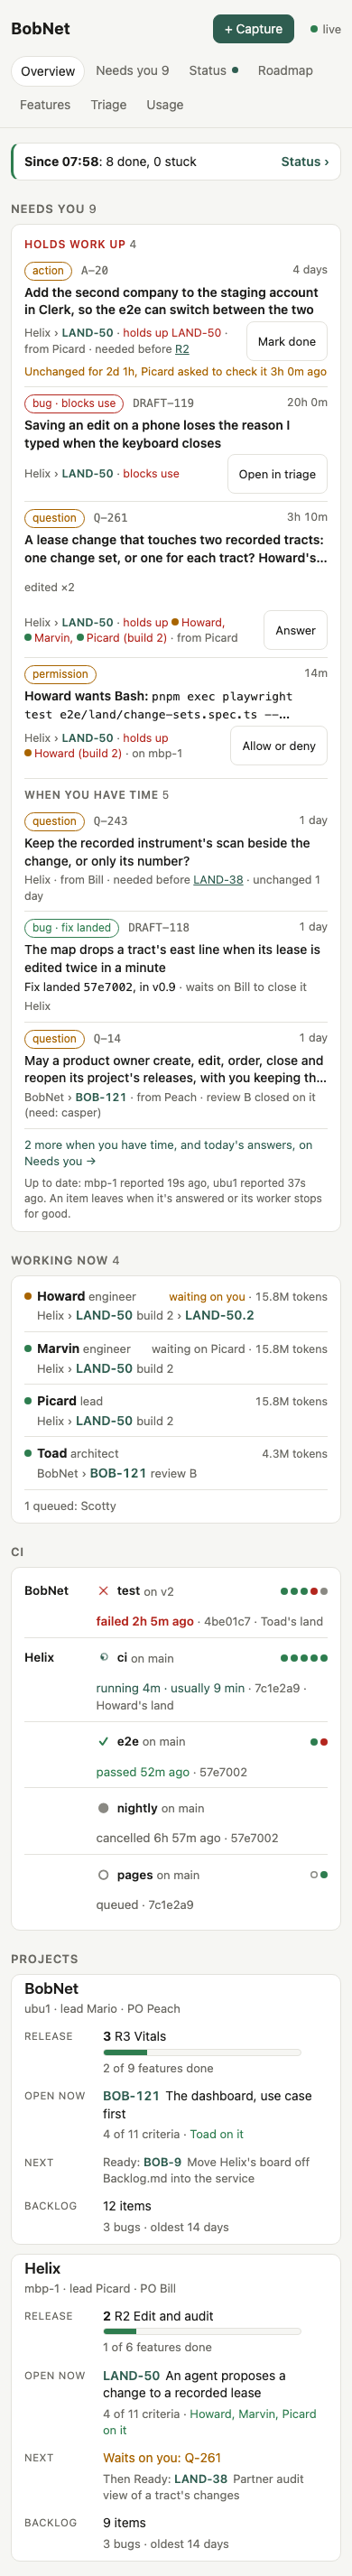 BobNet
+ Capture
live
Overview
Needs you 9
Status
Roadmap
Features
Triage
Usage
Since 07:58: 8 done, 0 stuck
Status ›
NEEDS YOU 9
HOLDS WORK UP 4
action
A-20
4 days
Add the second company to the staging account
in Clerk, so the e2e can switch between the two
Helix › LAND-50 · holds up LAND-50 ·
from Picard · needed before R2
Mark done
Unchanged for 2d 1h, Picard asked to check it 3h 0m ago
bug · blocks use
DRAFT-119
20h 0m
Saving an edit on a phone loses the reason I
typed when the keyboard closes
Helix › LAND-50 · blocks use
Open in triage
question
Q-261
3h 10m
A lease change that touches two recorded tracts:
one change set, or one for each tract? Howard's...
edited ×2
Helix › LAND-50 · holds up Howard,
Marvin, Picard (build 2) · from Picard
Answer
permission
14m
Howard wants Bash: pnpm exec playwright
test e2e/land/change-sets.spec.ts --...
Helix › LAND-50 · holds up
Howard (build 2) · on mbp-1
Allow or deny
WHEN YOU HAVE TIME 5
question
Q-243
1 day
Keep the recorded instrument's scan beside the
change, or only its number?
Helix · from Bill · needed before LAND-38 · unchanged 1
day
bug · fix landed
DRAFT-118
1 day
The map drops a tract's east line when its lease is
edited twice in a minute
Fix landed 57e7002, in v0.9 · waits on Bill to close it
Helix
question
Q-14
1 day
May a product owner create, edit, order, close and
reopen its project's releases, with you keeping th...
BobNet › BOB-121 · from Peach · review B closed on it
(need: casper)
2 more when you have time, and today's answers, on
Needs you →
Up to date: mbp-1 reported 19s ago, ubu1 reported 37s
ago. An item leaves when it's answered or its worker stops
for good.
WORKING NOW 4
Howard engineer
waiting on you · 15.8M tokens
Helix › LAND-50 build 2 › LAND-50.2
Marvin engineer
waiting on Picard · 15.8M tokens
Helix › LAND-50 build 2
Picard lead
15.8M tokens
Helix › LAND-50 build 2
Toad architect
4.3M tokens
BobNet › BOB-121 review B
1 queued: Scotty
CI
BobNet
test on v2
failed 2h 5m ago · 4be01c7 · Toad's land
Helix
ci on main
running 4m · usually 9 min · 7c1e2a9 ·
Howard's land
e2e on main
passed 52m ago · 57e7002
nightly on main
cancelled 6h 57m ago · 57e7002
pages on main
queued · 7c1e2a9
PROJECTS
BobNet
ubu1 · lead Mario · PO Peach
RELEASE
3 R3 Vitals
2 of 9 features done
OPEN NOW
BOB-121 The dashboard, use case
first
4 of 11 criteria · Toad on it
NEXT
Ready: BOB-9 Move Helix's board off
Backlog.md into the service
BACKLOG
12 items
3 bugs · oldest 14 days
Helix
mbp-1 · lead Picard · PO Bill
RELEASE
2 R2 Edit and audit
1 of 6 features done
OPEN NOW
LAND-50 An agent proposes a
change to a recorded lease
4 of 11 criteria · Howard, Marvin, Picard
on it
NEXT
Waits on you: Q-261
Then Ready: LAND-38 Partner audit
view of a tract's changes
BACKLOG
9 items
3 bugs · oldest 14 days